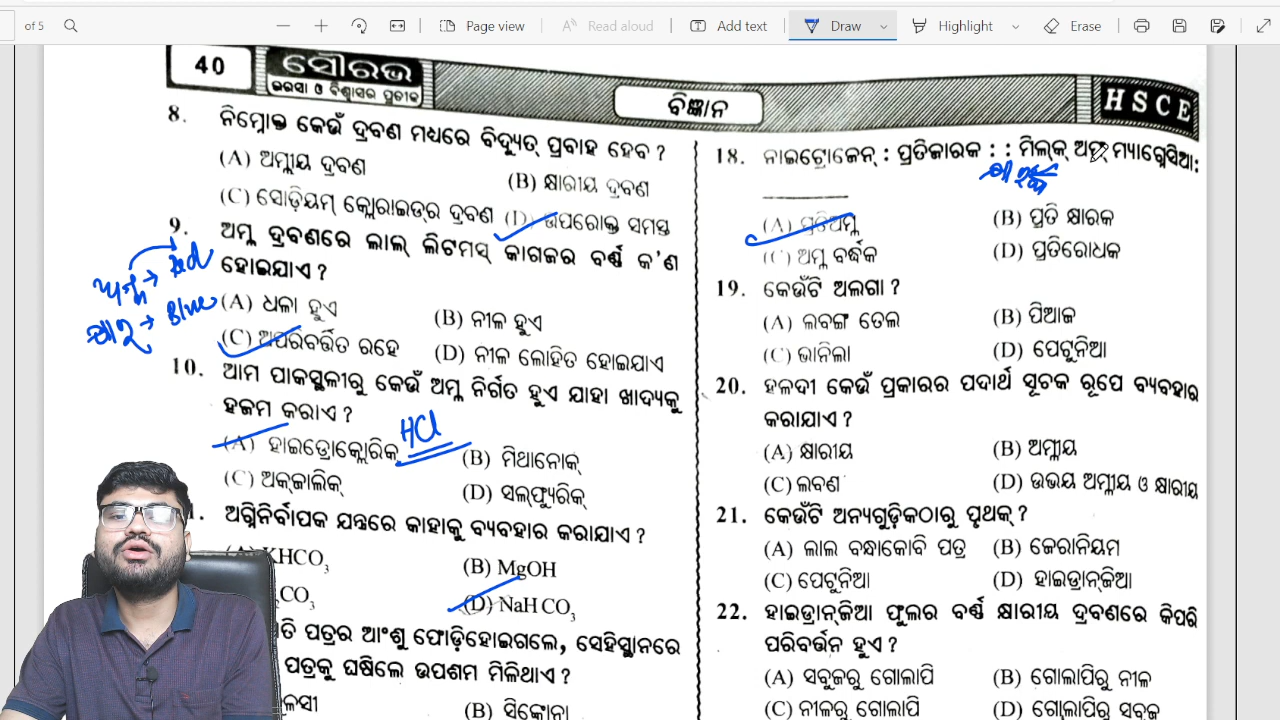 of 5
Page view
Read aloud
Add text
Draw
Highlight
Erase
40
ସୌରଭ
ଭରସା ଓ ବିଶ୍ୱାସର ପ୍ରତୀକ
ବିଜ୍ଞାନ
HSCE
8. ନିମ୍ନୋକ୍ତ କେଉଁ ଦ୍ରବଣ ମଧ୍ୟରେ ବିଦ୍ୟୁତ୍ ପ୍ରବାହ ହେବ ?
(A) ଅମ୍ଳୀୟ ଦ୍ରବଣ
(B) କ୍ଷାରୀୟ ଦ୍ରବଣ
(C) ସୋଡ଼ିୟମ୍ କ୍ଲୋରାଇଡ୍‌ର ଦ୍ରବଣ
(D) ଉପରୋକ୍ତ ସମସ୍ତ
9. ଅମ୍ଳ ଦ୍ରବଣରେ ଲାଲ୍ ଲିଟମସ୍ କାଗଜର ବର୍ଣ୍ଣ କ'ଣ
ହୋଇଯାଏ ?
red
ଅମ୍ଳ →
→ Blue
(A) ଧଳା ହୁଏ
(B) ନୀଳ ହୁଏ
(C) ଅପରିବର୍ତ୍ତିତ ରହେ
(D) ନୀଳ ଲୋହିତ ହୋଇଯାଏ
10. ଆମ ପାକସ୍ଥଳୀରୁ କେଉଁ ଅମ୍ଳ ନିର୍ଗତ ହୁଏ ଯାହା ଖାଦ୍ୟକୁ
ହଜମ କରାଏ ?
HCl
(A) ହାଇଡ୍ରୋକ୍ଲୋରିକ୍
(B) ମିଥାନୋକ୍
(C) ଅକ୍‌ଜାଲିକ୍
(D) ସଲ୍‌ଫ୍ୟୁରିକ୍
1. ଅଗ୍ନିନିର୍ବାପକ ଯନ୍ତ୍ରରେ କାହାକୁ ବ୍ୟବହାର କରାଯାଏ ?
KHCO3
(B) MgOH
CO3
(D) NaHCO3
ତି ପତ୍ରର ଆଂଶୁ ଫୋଡ଼ିହୋଇଗଲେ, ସେହିସ୍ଥାନରେ
ପତ୍ରକୁ ଘଷିଲେ ଉପଶମ ମିଳିଥାଏ ?
ଳସୀ
(B) ସିଙ୍କୋନା
18. ନାଇଟ୍ରୋଜେନ୍ : ପ୍ରତିଜାରକ : : ମିଲ୍‌କ୍ ଅଫ୍ ମ୍ୟାଗ୍ନେସିଆ:
(A) ପ୍ରତିଅମ୍ଳ
(B) ପ୍ରତି କ୍ଷାରକ
(C) ଅମ୍ଳ ବର୍ଦ୍ଧକ
(D) ପ୍ରତିରୋଧକ
19. କେଉଁଟି ଅଲଗା ?
(A) ଲବଙ୍ଗ ତେଲ
(B) ପିଆଜ
(C) ଭାନିଲା
(D) ପେଟୁନିଆ
20. ହଳଦୀ କେଉଁ ପ୍ରକାରର ପଦାର୍ଥ ସୂଚକ ରୂପେ ବ୍ୟବହାର
କରାଯାଏ ?
(A) କ୍ଷାରୀୟ
(B) ଅମ୍ଳୀୟ
(C) ଲବଣ
(D) ଉଭୟ ଅମ୍ଳୀୟ ଓ କ୍ଷାରୀୟ
21. କେଉଁଟି ଅନ୍ୟଗୁଡ଼ିକଠାରୁ ପୃଥକ୍ ?
(A) ଲାଲ ବନ୍ଧାକୋବି ପତ୍ର
(B) ଜେରାନିୟମ
(C) ପେଟୁନିଆ
(D) ହାଇଡ୍ରାନ୍‌ଜିଆ
22. ହାଇଡ୍ରାନ୍‌ଜିଆ ଫୁଲର ବର୍ଣ୍ଣ କ୍ଷାରୀୟ ଦ୍ରବଣରେ କିପରି
ପରିବର୍ତ୍ତନ ହୁଏ ?
(A) ସବୁଜରୁ ଗୋଲାପି
(B) ଗୋଲାପିରୁ ନୀଳ
(C) ନୀଳରୁ ଗୋଲାପି
(D) ଗୋଲାପିରୁ ସବୁଜ